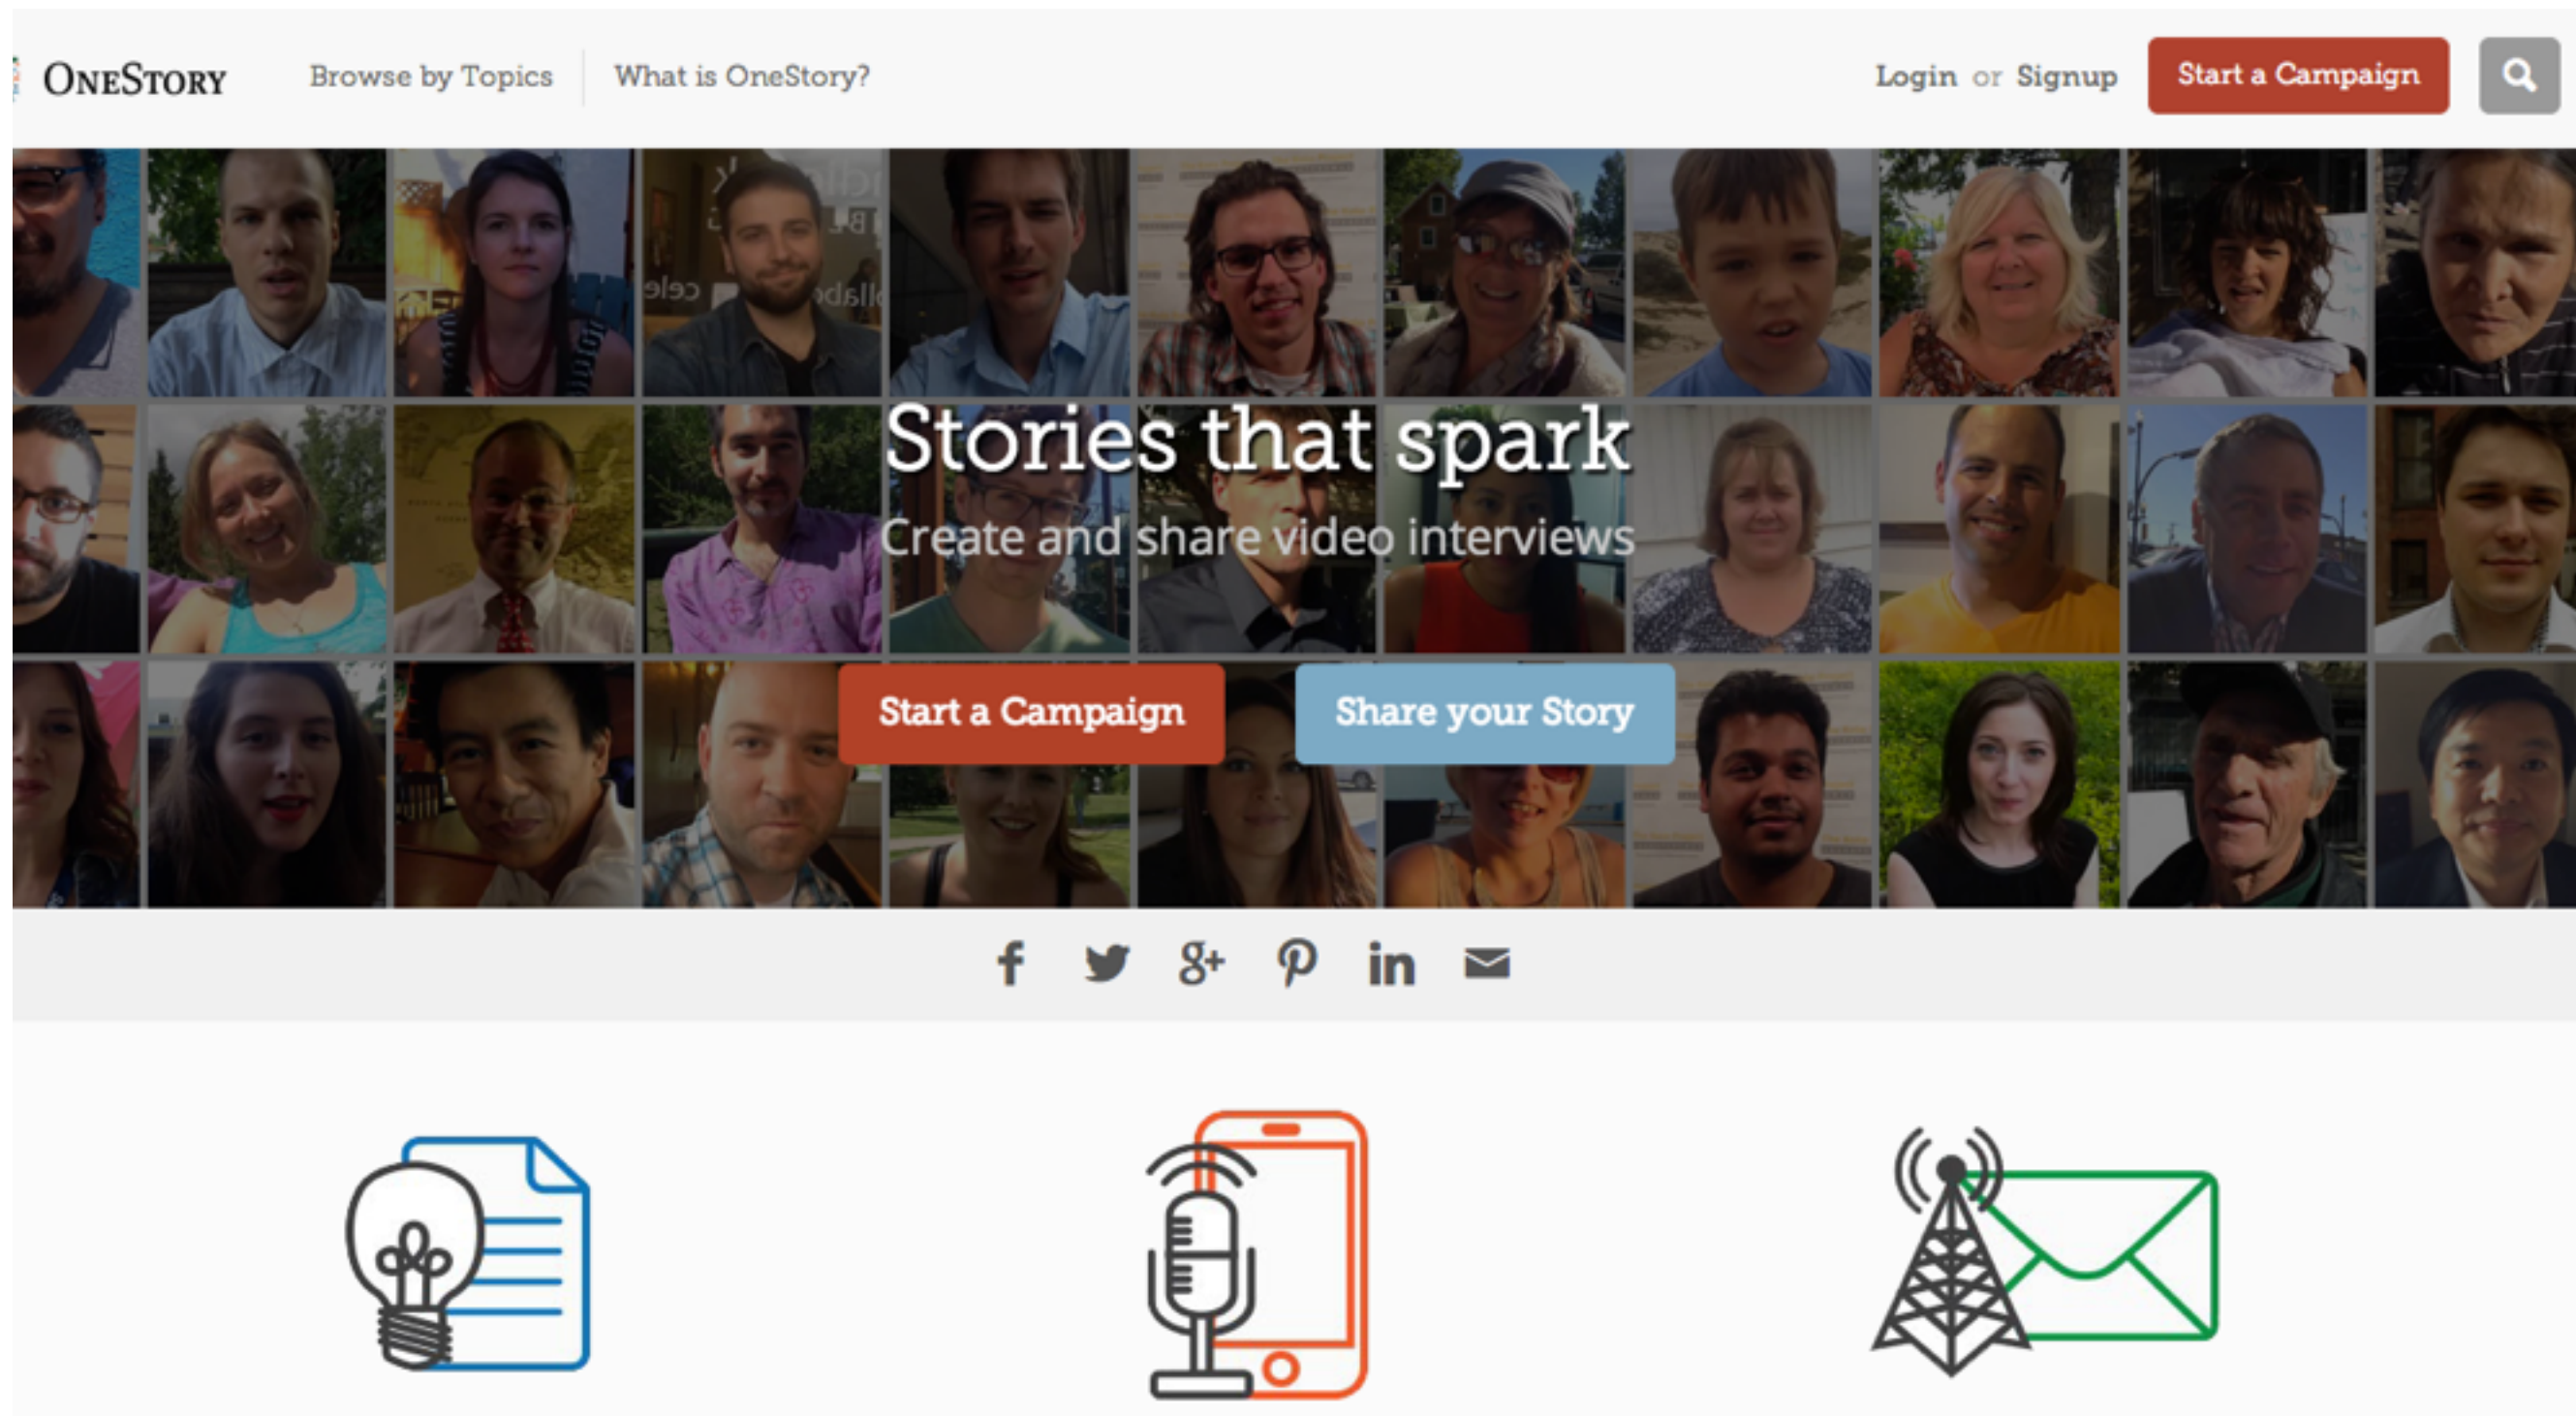 OneStory
Browse by Topics
What is OneStory?
Login or Signup
Start a Campaign
Stories that spark
Create and share video interviews
Start a Campaign
Share your Story